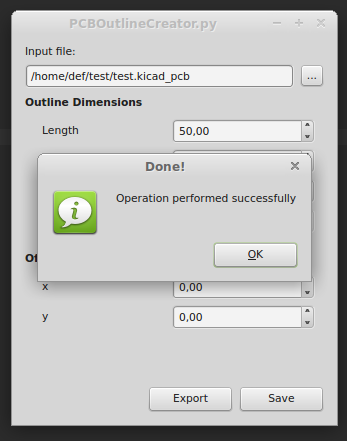 PCBOutlineCreator.py
Input file:
/home/def/test/test.kicad_pcb
...
Outline Dimensions
Length
50,00
Done!
Operation performed successfully
OK
x
0,00
y
0,00
Export
Save